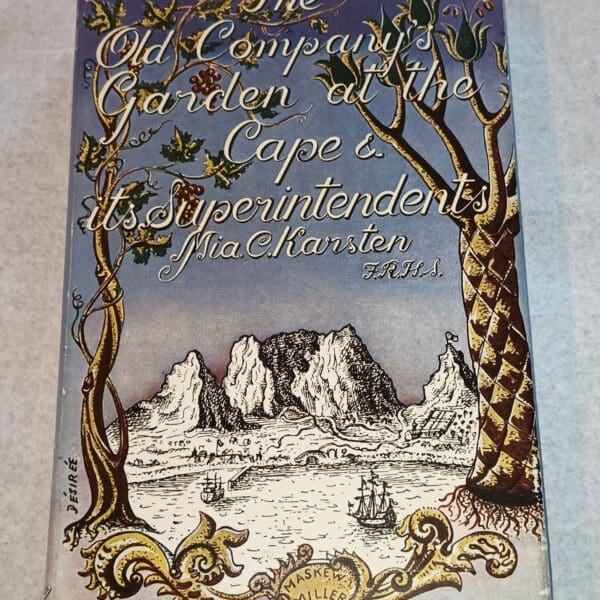 The
Old Company's
Garden at the
Cape &
its Superintendents
Mia.C.Karsten
F.R.H.S.
DÉSIRÉE
MASKEW
MILLER